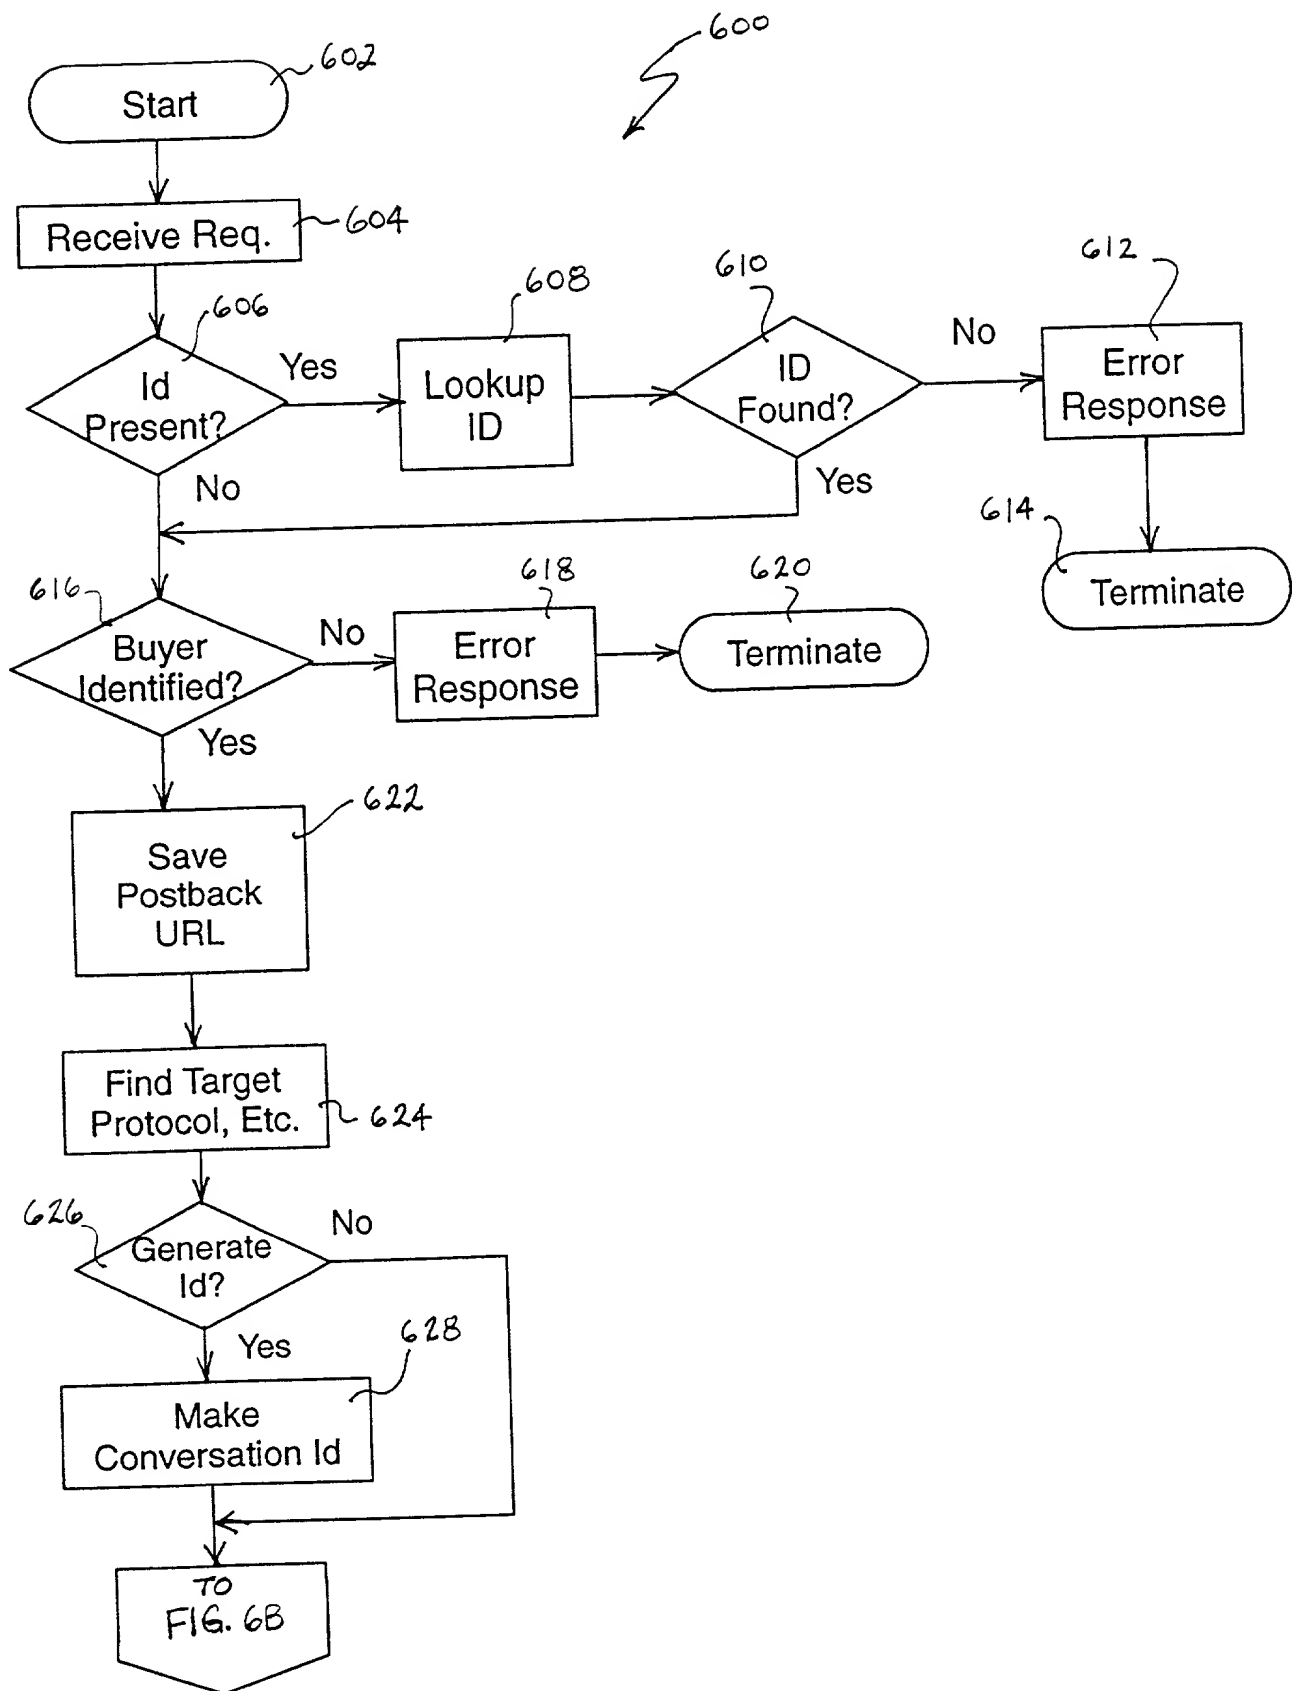 600
602
Start
604
Receive Req.
606
Id
Present?
Yes
No
608
Lookup
ID
610
ID
Found?
No
Yes
612
Error
Response
614
Terminate
616
Buyer
Identified?
No
Yes
618
Error
Response
620
Terminate
622
Save
Postback
URL
Find Target
Protocol, Etc.
624
626
Generate
Id?
No
Yes
628
Make
Conversation Id
TO
FIG. 6B